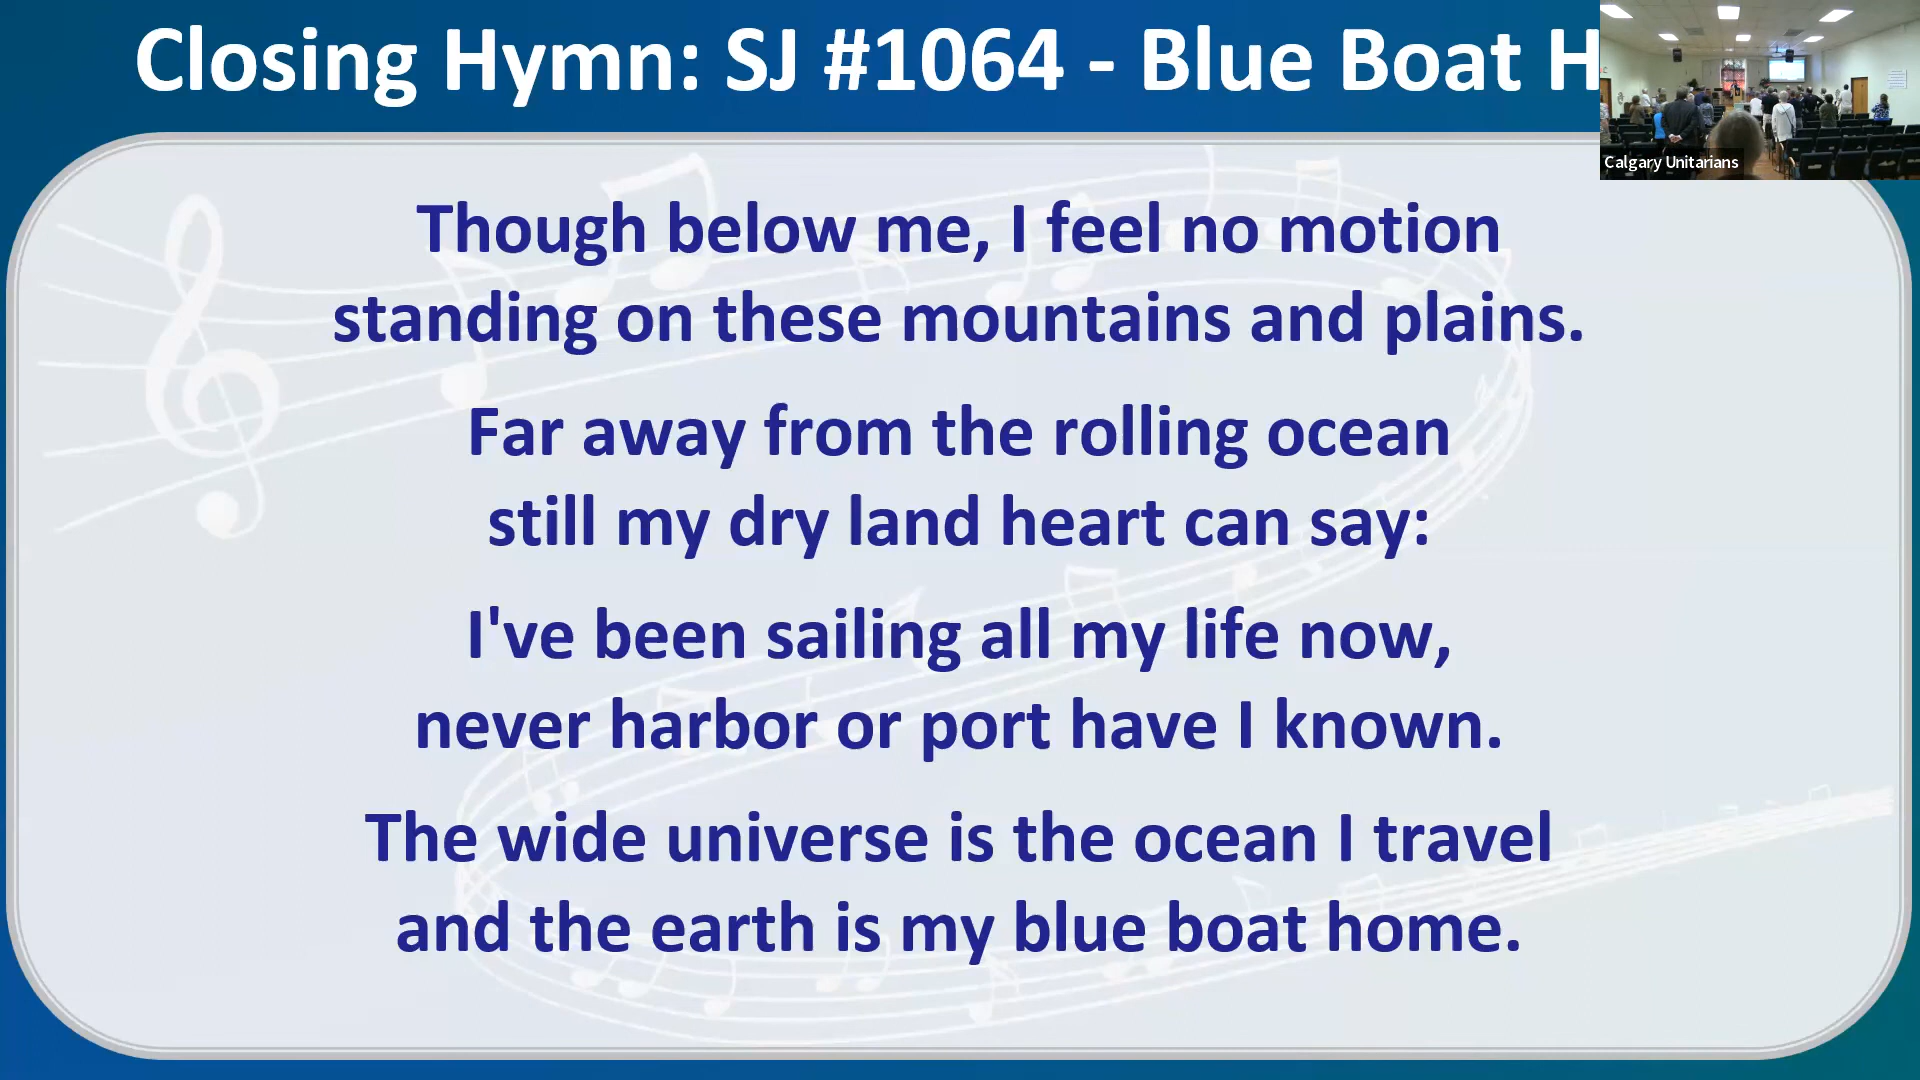 Closing Hymn: SJ #1064 - Blue Boat H
Calgary Unitarians
Though below me, I feel no motion
standing on these mountains and plains.
Far away from the rolling ocean
still my dry land heart can say:
I've been sailing all my life now,
never harbor or port have I known.
The wide universe is the ocean I travel
and the earth is my blue boat home.